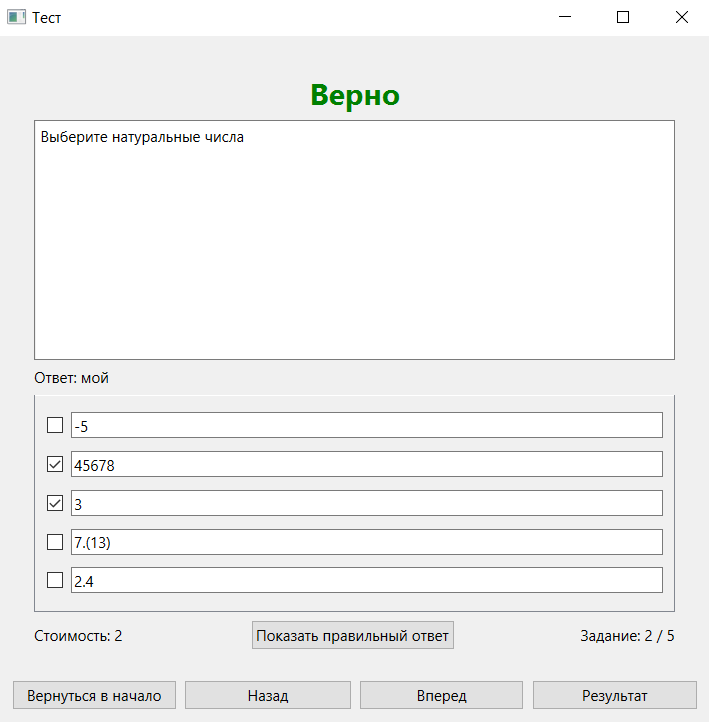 Тест
Верно
Выберите натуральные числа
Ответ: мой
-5
45678
3
7.(13)
2.4
Стоимость: 2 Показать правильный ответ Задание: 2 / 5
Вернуться в начало Назад Вперед Результат